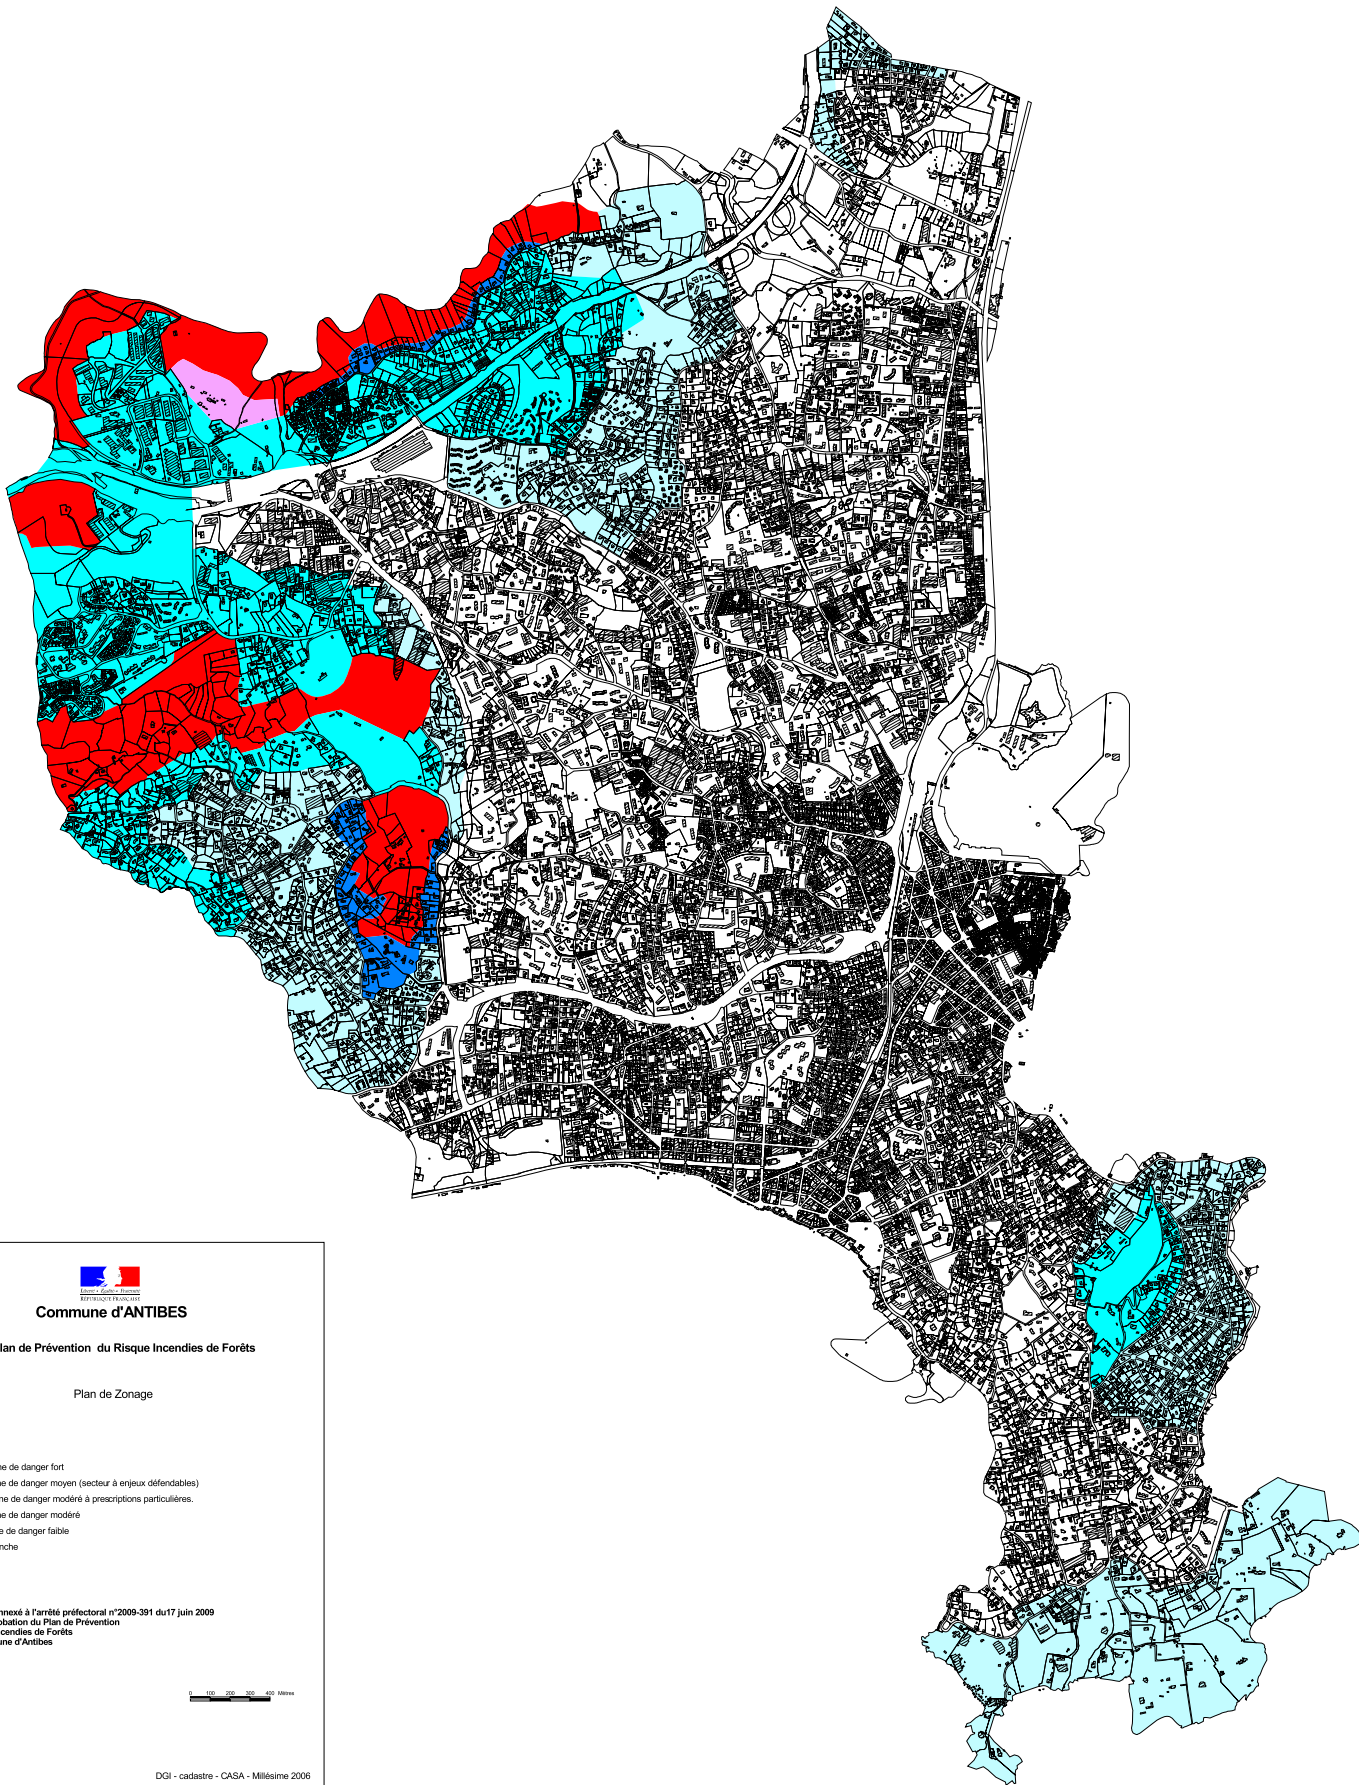 Liberté • Égalité • Fraternité
RÉPUBLIQUE FRANÇAISE
Commune d'ANTIBES
lan de Prévention du Risque Incendies de Forêts
Plan de Zonage
ne de danger fort
ne de danger moyen (secteur à enjeux défendables)
ne de danger modéré à prescriptions particulières.
ne de danger modéré
e de danger faible
nche
nnexé à l'arrêté préfectoral n°2009-391 du17 juin 2009
obation du Plan de Prévention
cendies de Forêts
une d'Antibes
0 100 200 300 400 Mètres
DGI - cadastre - CASA - Millésime 2006